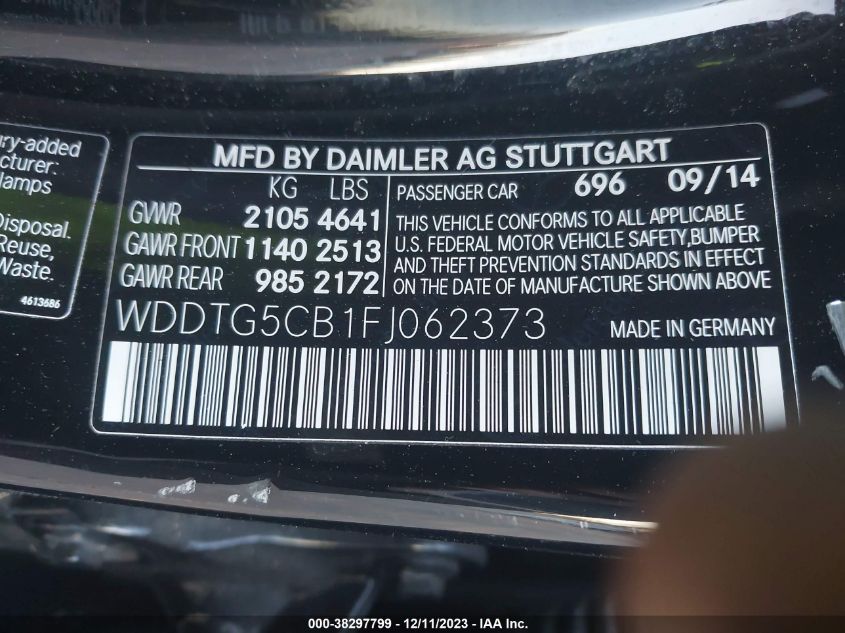 ry-added
cturer:
lamps
Disposal.
Reuse,
Waste.
4613686
MFD BY DAIMLER AG STUTTGART
KG LBS
GVWR 2105 4641
GAWR FRONT 1140 2513
GAWR REAR 985 2172
PASSENGER CAR 696 09/14
THIS VEHICLE CONFORMS TO ALL APPLICABLE
U.S. FEDERAL MOTOR VEHICLE SAFETY,BUMPER
AND THEFT PREVENTION STANDARDS IN EFFECT
ON THE DATE OF MANUFACTURE SHOWN ABOVE
WDDTG5CB1FJ062373 MADE IN GERMANY
000-38297799 - 12/11/2023 - IAA Inc.